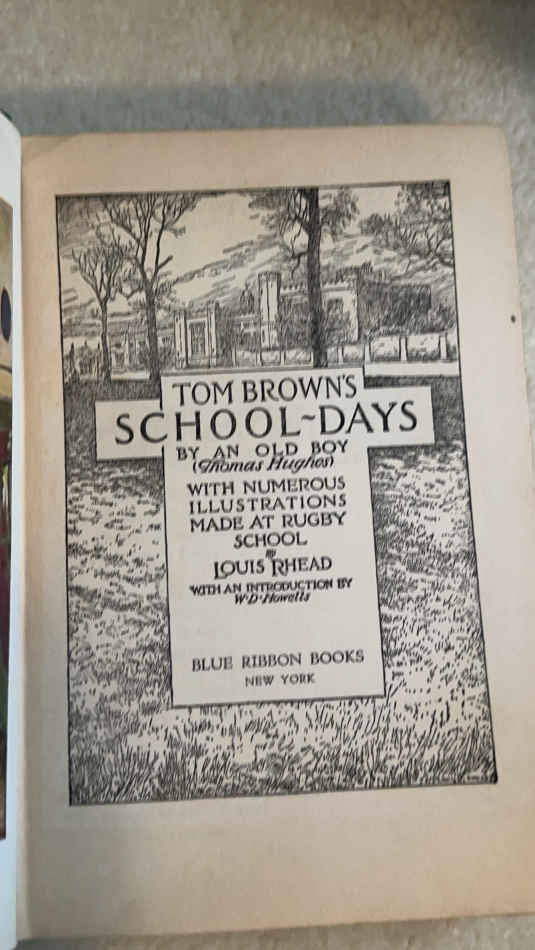 TOM BROWN'S
SCHOOL~DAYS
BY AN OLD BOY
(Thomas Hughes)
WITH NUMEROUS
ILLUSTRATIONS
MADE AT RUGBY
SCHOOL
BY
LOUIS RHEAD
WITH AN INTRODUCTION BY
W.D. Howells
BLUE RIBBON BOOKS
NEW YORK